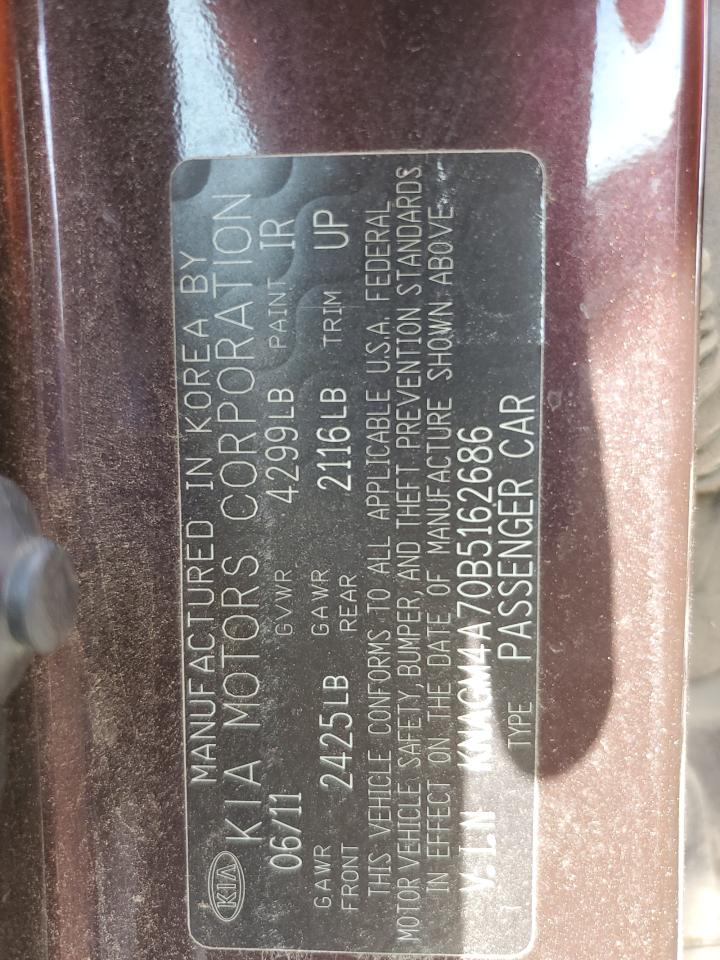 KIA
MANUFACTURED IN KOREA BY
KIA MOTORS CORPORATION
06/11 GVWR 4299LB PAINT IR
GAWR FRONT 2425LB GAWR REAR 2116LB TRIM UP
THIS VEHICLE CONFORMS TO ALL APPLICABLE U.S.A. FEDERAL
MOTOR VEHICLE SAFETY, BUMPER, AND THEFT PREVENTION STANDARDS
IN EFFECT ON THE DATE OF MANUFACTURE SHOWN ABOVE
V.I.N KNAGM4A70B5162686
TYPE PASSENGER CAR